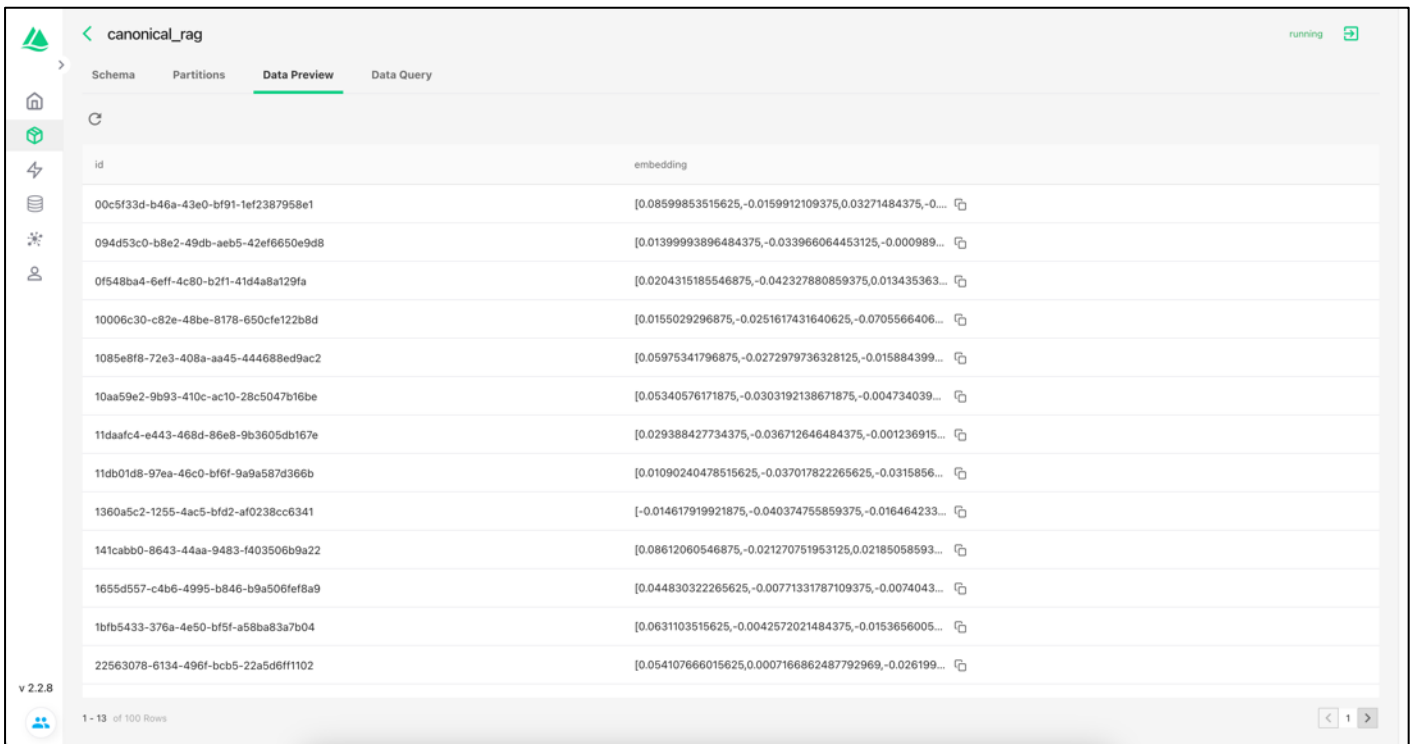 canonical_rag running
Schema Partitions Data Preview Data Query
id embedding
00c5f33d-b46a-43e0-bf91-1ef2387958e1 [0.08599853515625,-0.0159912109375,0.03271484375,-0....
094d53c0-b8e2-49db-aeb5-42ef6650e9d8 [0.01399993896484375,-0.033966064453125,-0.000989...
0f548ba4-6eff-4c80-b2f1-41d4a8a129fa [0.0204315185546875,-0.042327880859375,0.013435363...
10006c30-c82e-48be-8178-650cfe122b8d [0.0155029296875,-0.0251617431640625,-0.0705566406...
1085e8f8-72e3-408a-aa45-444688ed9ac2 [0.05975341796875,-0.0272979736328125,-0.015884399...
10aa59e2-9b93-410c-ac10-28c5047b16be [0.05340576171875,-0.0303192138671875,-0.004734039...
11daafc4-e443-468d-86e8-9b3605db167e [0.029388427734375,-0.036712646484375,-0.001236915...
11db01d8-97ea-46c0-bf6f-9a9a587d366b [0.01090240478515625,-0.037017822265625,-0.0315856...
1360a5c2-1255-4ac5-bfd2-af0238cc6341 [-0.014617919921875,-0.040374755859375,-0.016464233...
141cabb0-8643-44aa-9483-f403506b9a22 [0.08612060546875,-0.021270751953125,0.02185058593...
1655d557-c4b6-4995-b846-b9a506fef8a9 [0.044830322265625,-0.00771331787109375,-0.0074043...
1bfb5433-376a-4e50-bf5f-a58ba83a7b04 [0.0631103515625,-0.0042572021484375,-0.0153656005...
22563078-6134-496f-bcb5-22a5d6ff1102 [0.054107666015625,0.0007166862487792969,-0.026199...
v 2.2.8
1 - 13 of 100 Rows 1